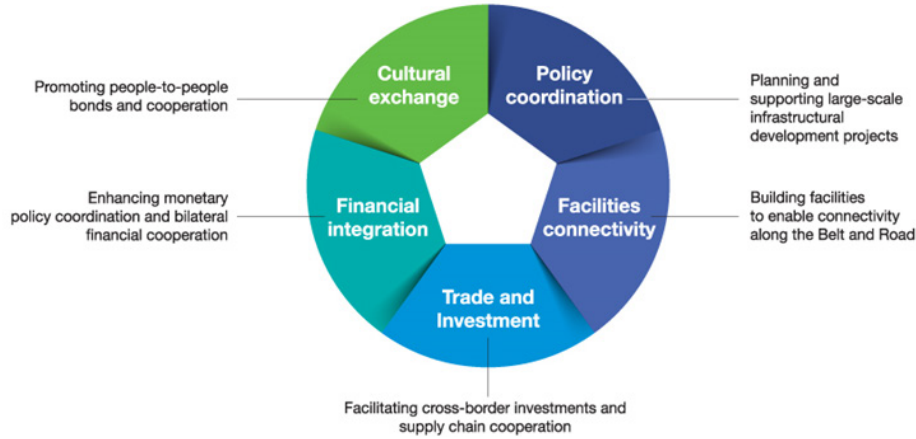 Cultural
exchange
Policy
coordination
Promoting people-to-people
bonds and cooperation
Planning and
supporting large-scale
infrastructural
development projects
Enhancing monetary
policy coordination and bilateral
financial cooperation
Financial
integration
Facilities
connectivity
Building facilities
to enable connectivity
along the Belt and Road
Trade and
Investment
Facilitating cross-border investments and
supply chain cooperation